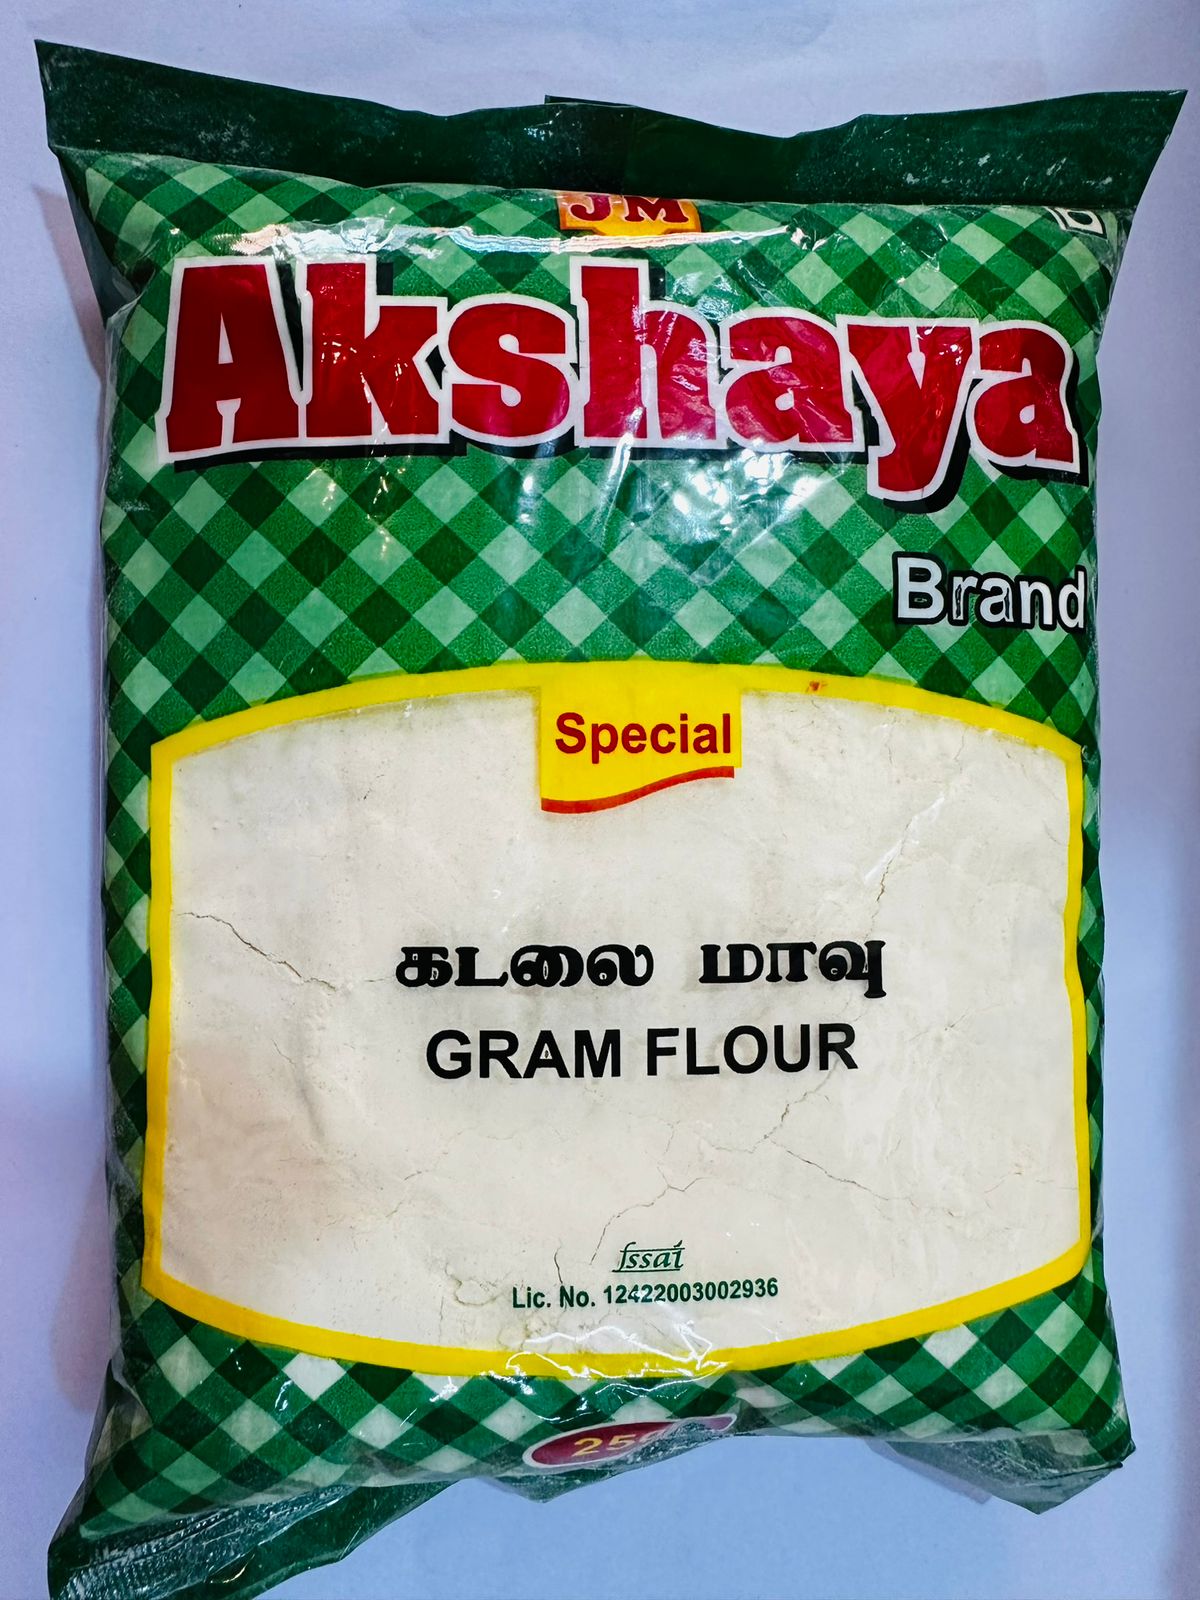 JM
Akshaya
Brand
Special
கடலை மாவு
GRAM FLOUR
fssai
Lic. No. 12422003002936